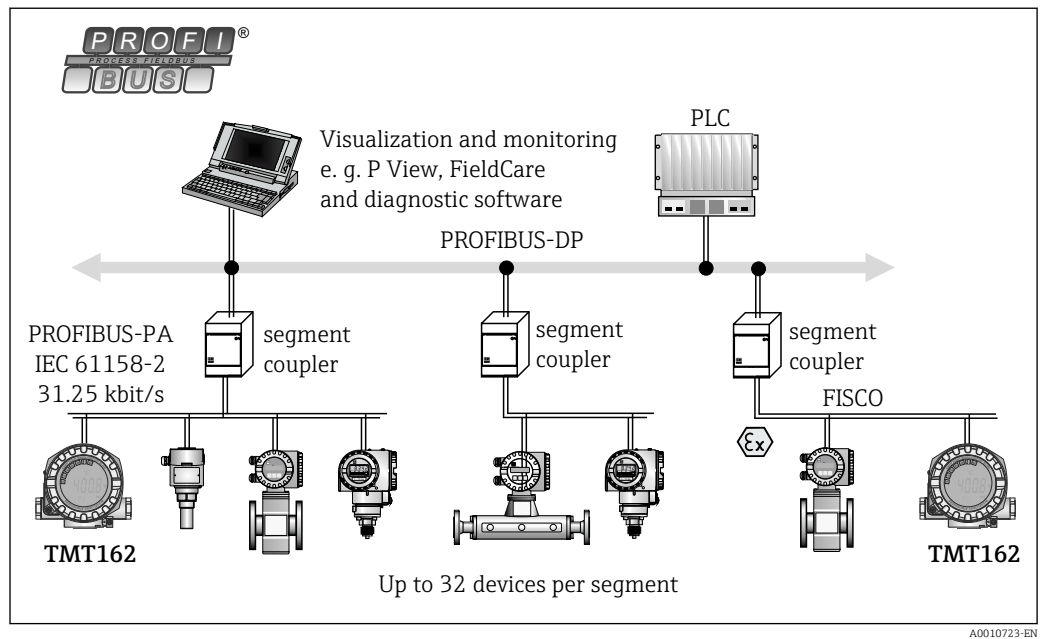 PROFI®
PROCESS FIELDBUS
BUS
Visualization and monitoring
e. g. P View, FieldCare
and diagnostic software
PLC
PROFIBUS-DP
PROFIBUS-PA
IEC 61158-2
31.25 kbit/s
segment
coupler
segment
coupler
segment
coupler
FISCO
εx
TMT162
TMT162
Up to 32 devices per segment
A0010723-EN